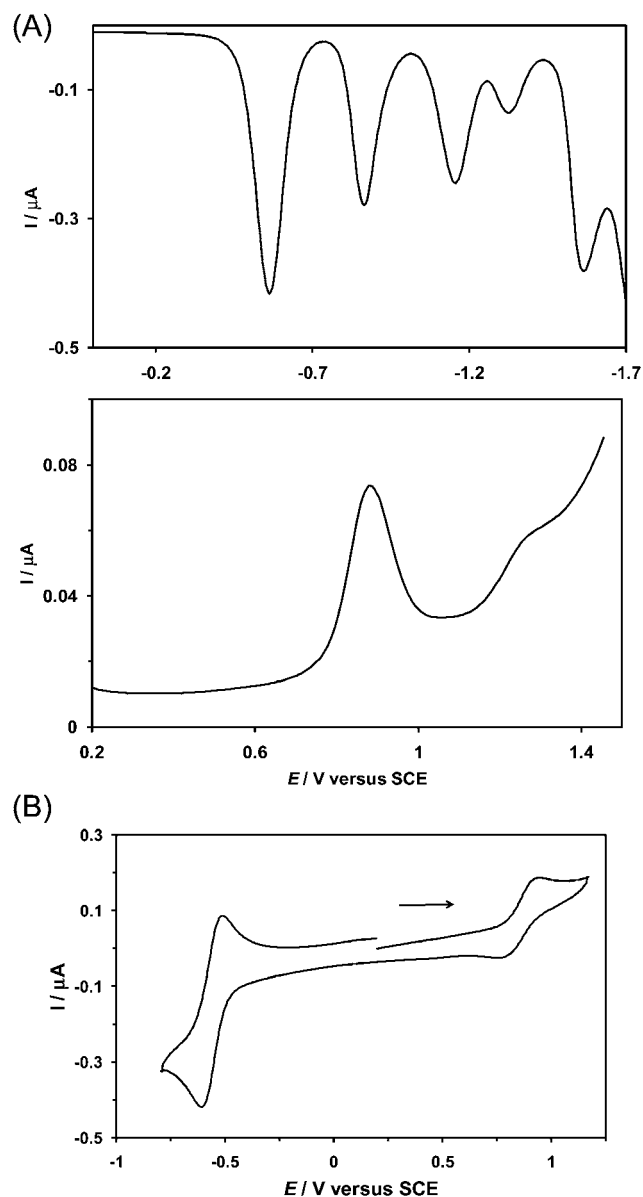 (A)
-0.1
-0.3
-0.5
I / µA
-0.2 -0.7 -1.2 -1.7
0.08
0.04
0
I / µA
0.2 0.6 1 1.4
E / V versus SCE
(B)
0.3
0.1
-0.1
-0.3
-0.5
I / µA
-1 -0.5 0 0.5 1
E / V versus SCE